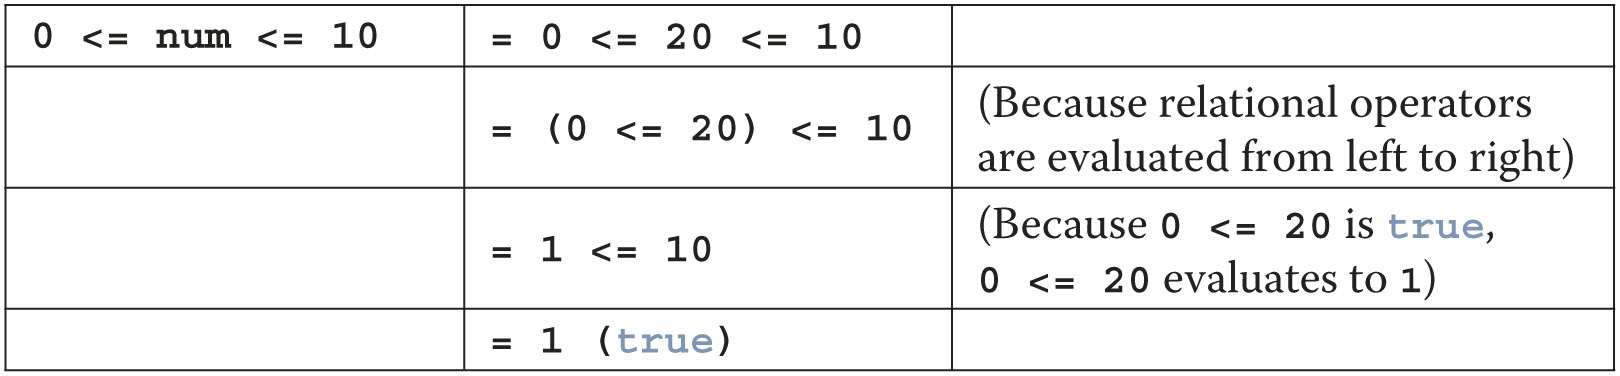 0 <= num <= 10 = 0 <= 20 <= 10
= (0 <= 20) <= 10
(Because relational operators
are evaluated from left to right)
= 1 <= 10
(Because 0 <= 20 is true,
0 <= 20 evaluates to 1)
= 1 (true)